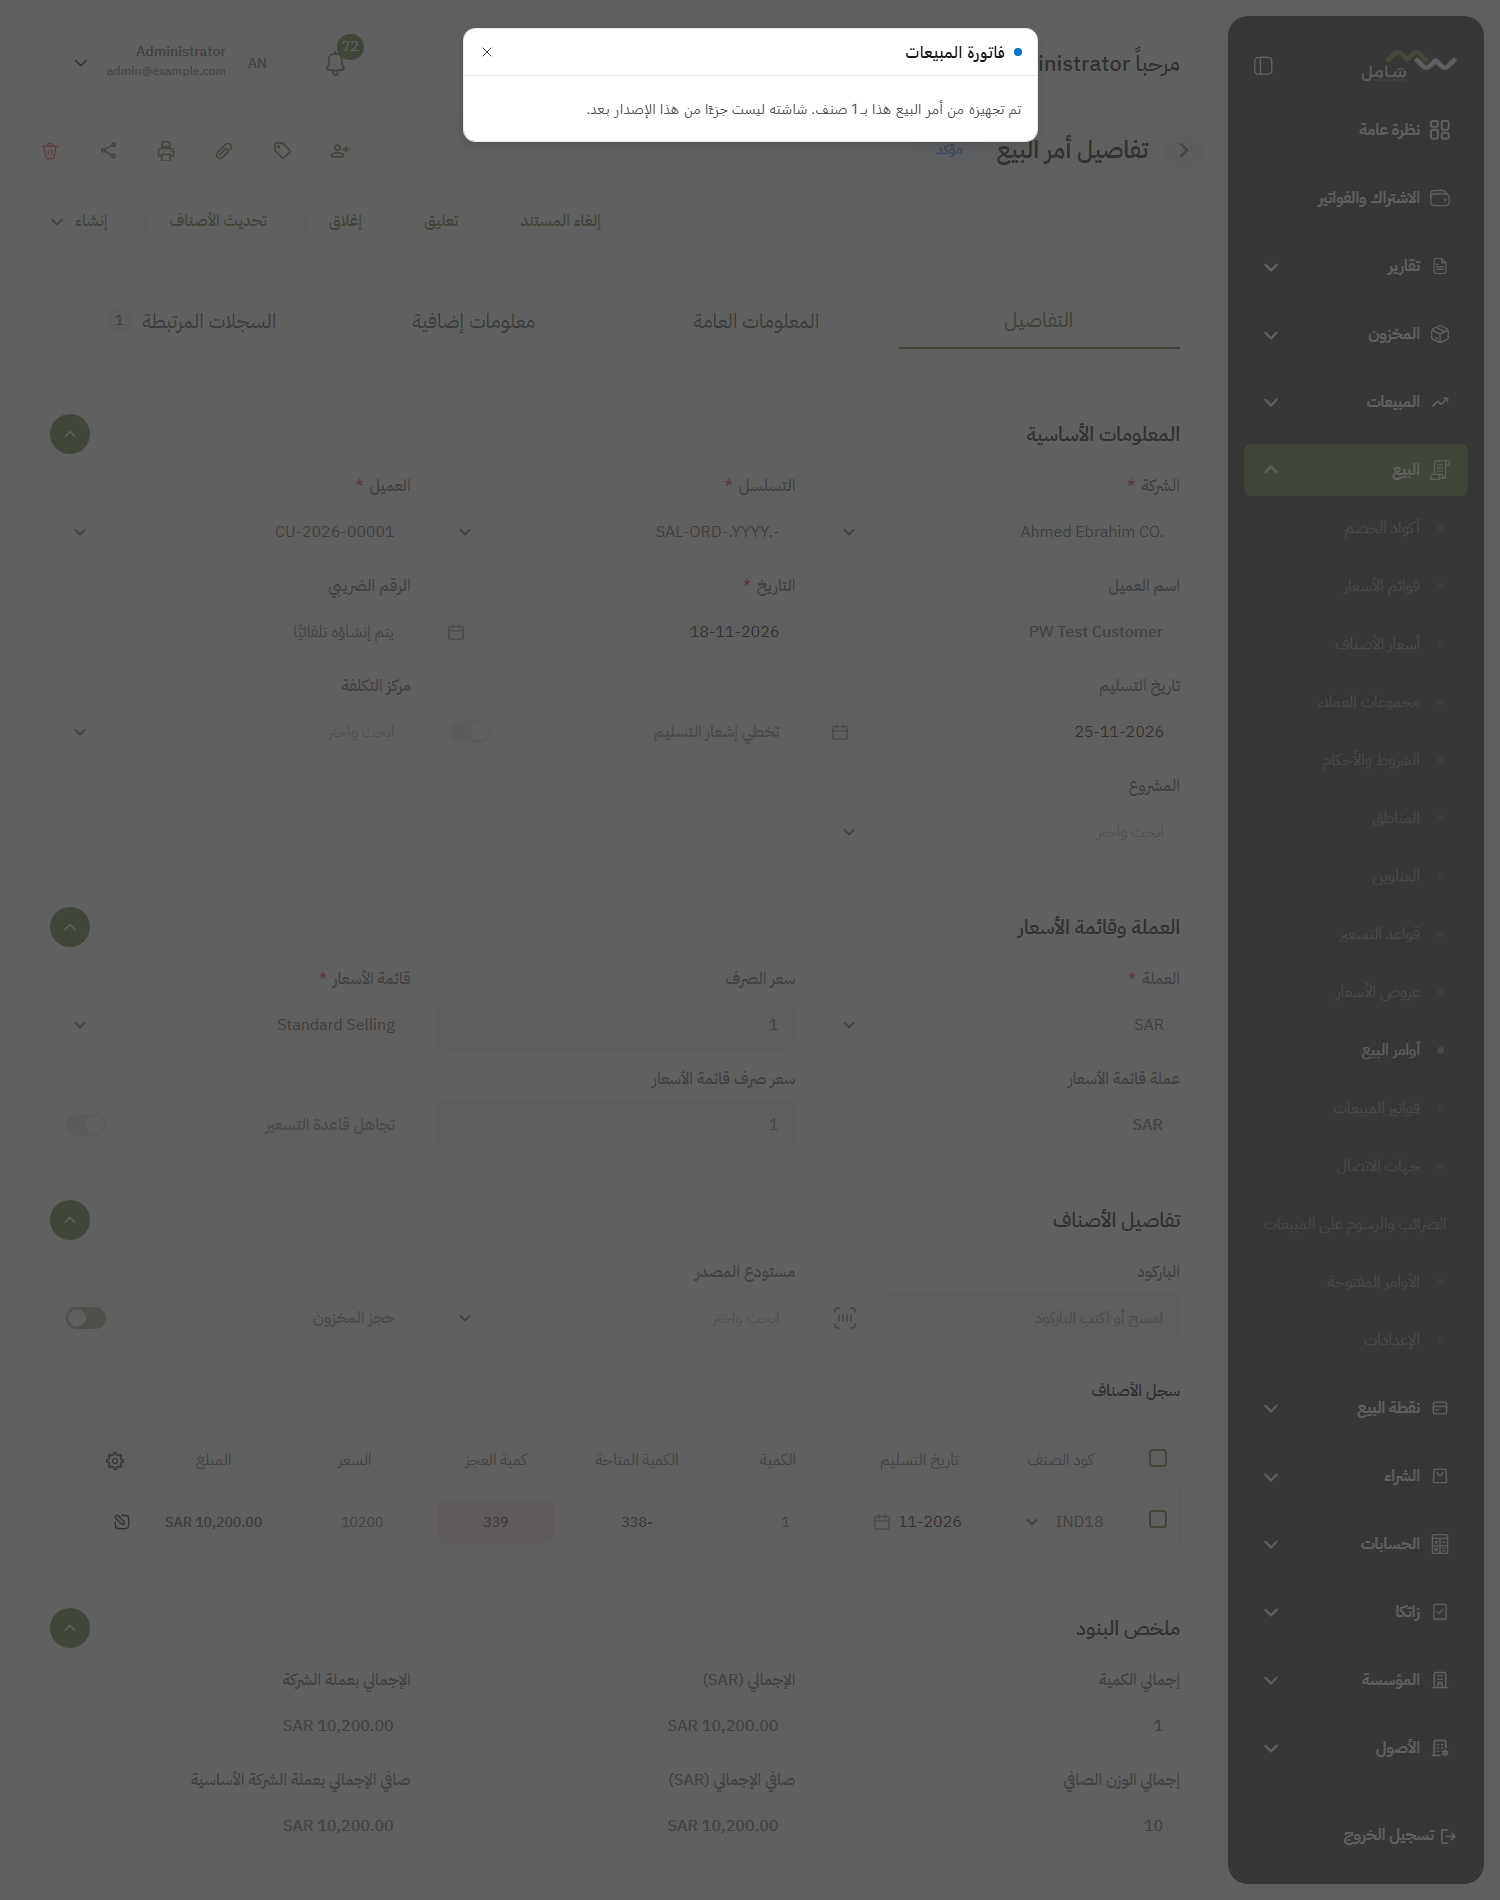 فاتورة المبيعات
تم تجهيزه من أمر البيع هذا بـ 1 صنف. شاشته ليست جزءًا من هذا الإصدار بعد.
شامل
نظرة عامة
الاشتراك والفواتير
تقارير
المخزون
المبيعات
البيع
أكواد الخصم
قوائم الأسعار
أسعار الأصناف
مجموعات العملاء
الشروط والأحكام
المناطق
العناوين
قواعد التسعير
عروض الأسعار
أوامر البيع
فواتير المبيعات
جهات الاتصال
الضرائب والرسوم على المبيعات
الأوامر المفتوحة
الإعدادات
نقطة البيع
الشراء
الحسابات
زاتكا
المؤسسة
الأصول
تسجيل الخروج
مرحباً inistrator
72
AN
Administrator
admin@example.com
تفاصيل أمر البيع
مؤكد
إلغاء المستند
تعليق
إغلاق
تحديث الأصناف
إنشاء
التفاصيل
المعلومات العامة
معلومات إضافية
السجلات المرتبطة 1
المعلومات الأساسية
الشركة *
التسلسل *
العميل *
Ahmed Ebrahim CO.
SAL-ORD-.YYYY.-
CU-2026-00001
اسم العميل
التاريخ *
الرقم الضريبي
PW Test Customer
18-11-2026
يتم إنشاؤه تلقائيًا
تاريخ التسليم
مركز التكلفة
25-11-2026
تخطي إشعار التسليم
ابحث واختر
المشروع
ابحث واختر
العملة وقائمة الأسعار
العملة *
سعر الصرف
قائمة الأسعار *
SAR
1
Standard Selling
عملة قائمة الأسعار
سعر صرف قائمة الأسعار
SAR
1
تجاهل قاعدة التسعير
تفاصيل الأصناف
الباركود
مستودع المصدر
امسح أو اكتب الباركود
ابحث واختر
حجز المخزون
سجل الأصناف
كود الصنف
تاريخ التسليم
الكمية
الكمية المتاحة
كمية العجز
السعر
المبلغ
IND18
11-2026
1
338-
339
10200
SAR 10,200.00
ملخص البنود
إجمالي الكمية
الإجمالي (SAR)
الإجمالي بعملة الشركة
1
SAR 10,200.00
SAR 10,200.00
إجمالي الوزن الصافي
صافي الإجمالي (SAR)
صافي الإجمالي بعملة الشركة الأساسية
10
SAR 10,200.00
SAR 10,200.00